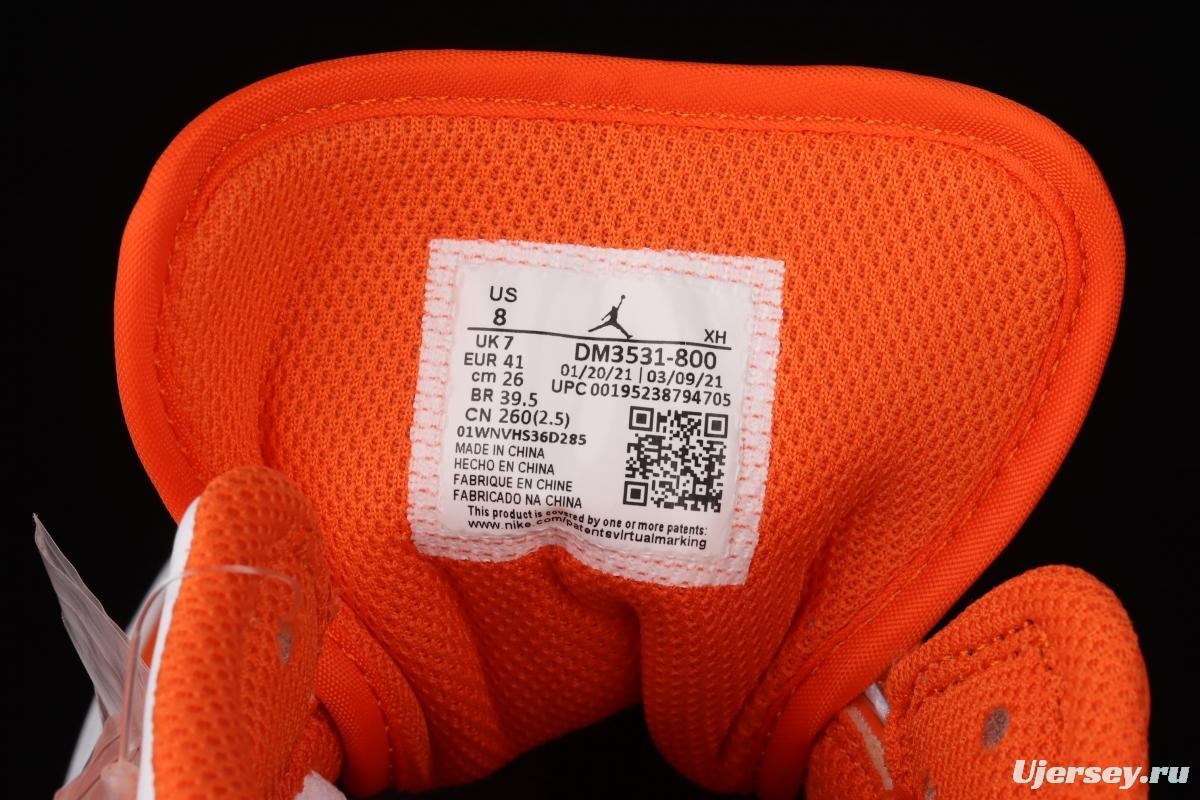 US
8
XH
UK 7
EUR 41
cm 26
BR 39.5
CN 260(2.5)
DM3531-800
01/20/21 | 03/09/21
UPC 00195238794705
01WNVHS36D285
MADE IN CHINA
HECHO EN CHINA
FABRIQUE EN CHINE
FABRICADO NA CHINA
This product is covered by one or more patents:
www.nike.com/patentsvirtualmarking
Ujersey.ru